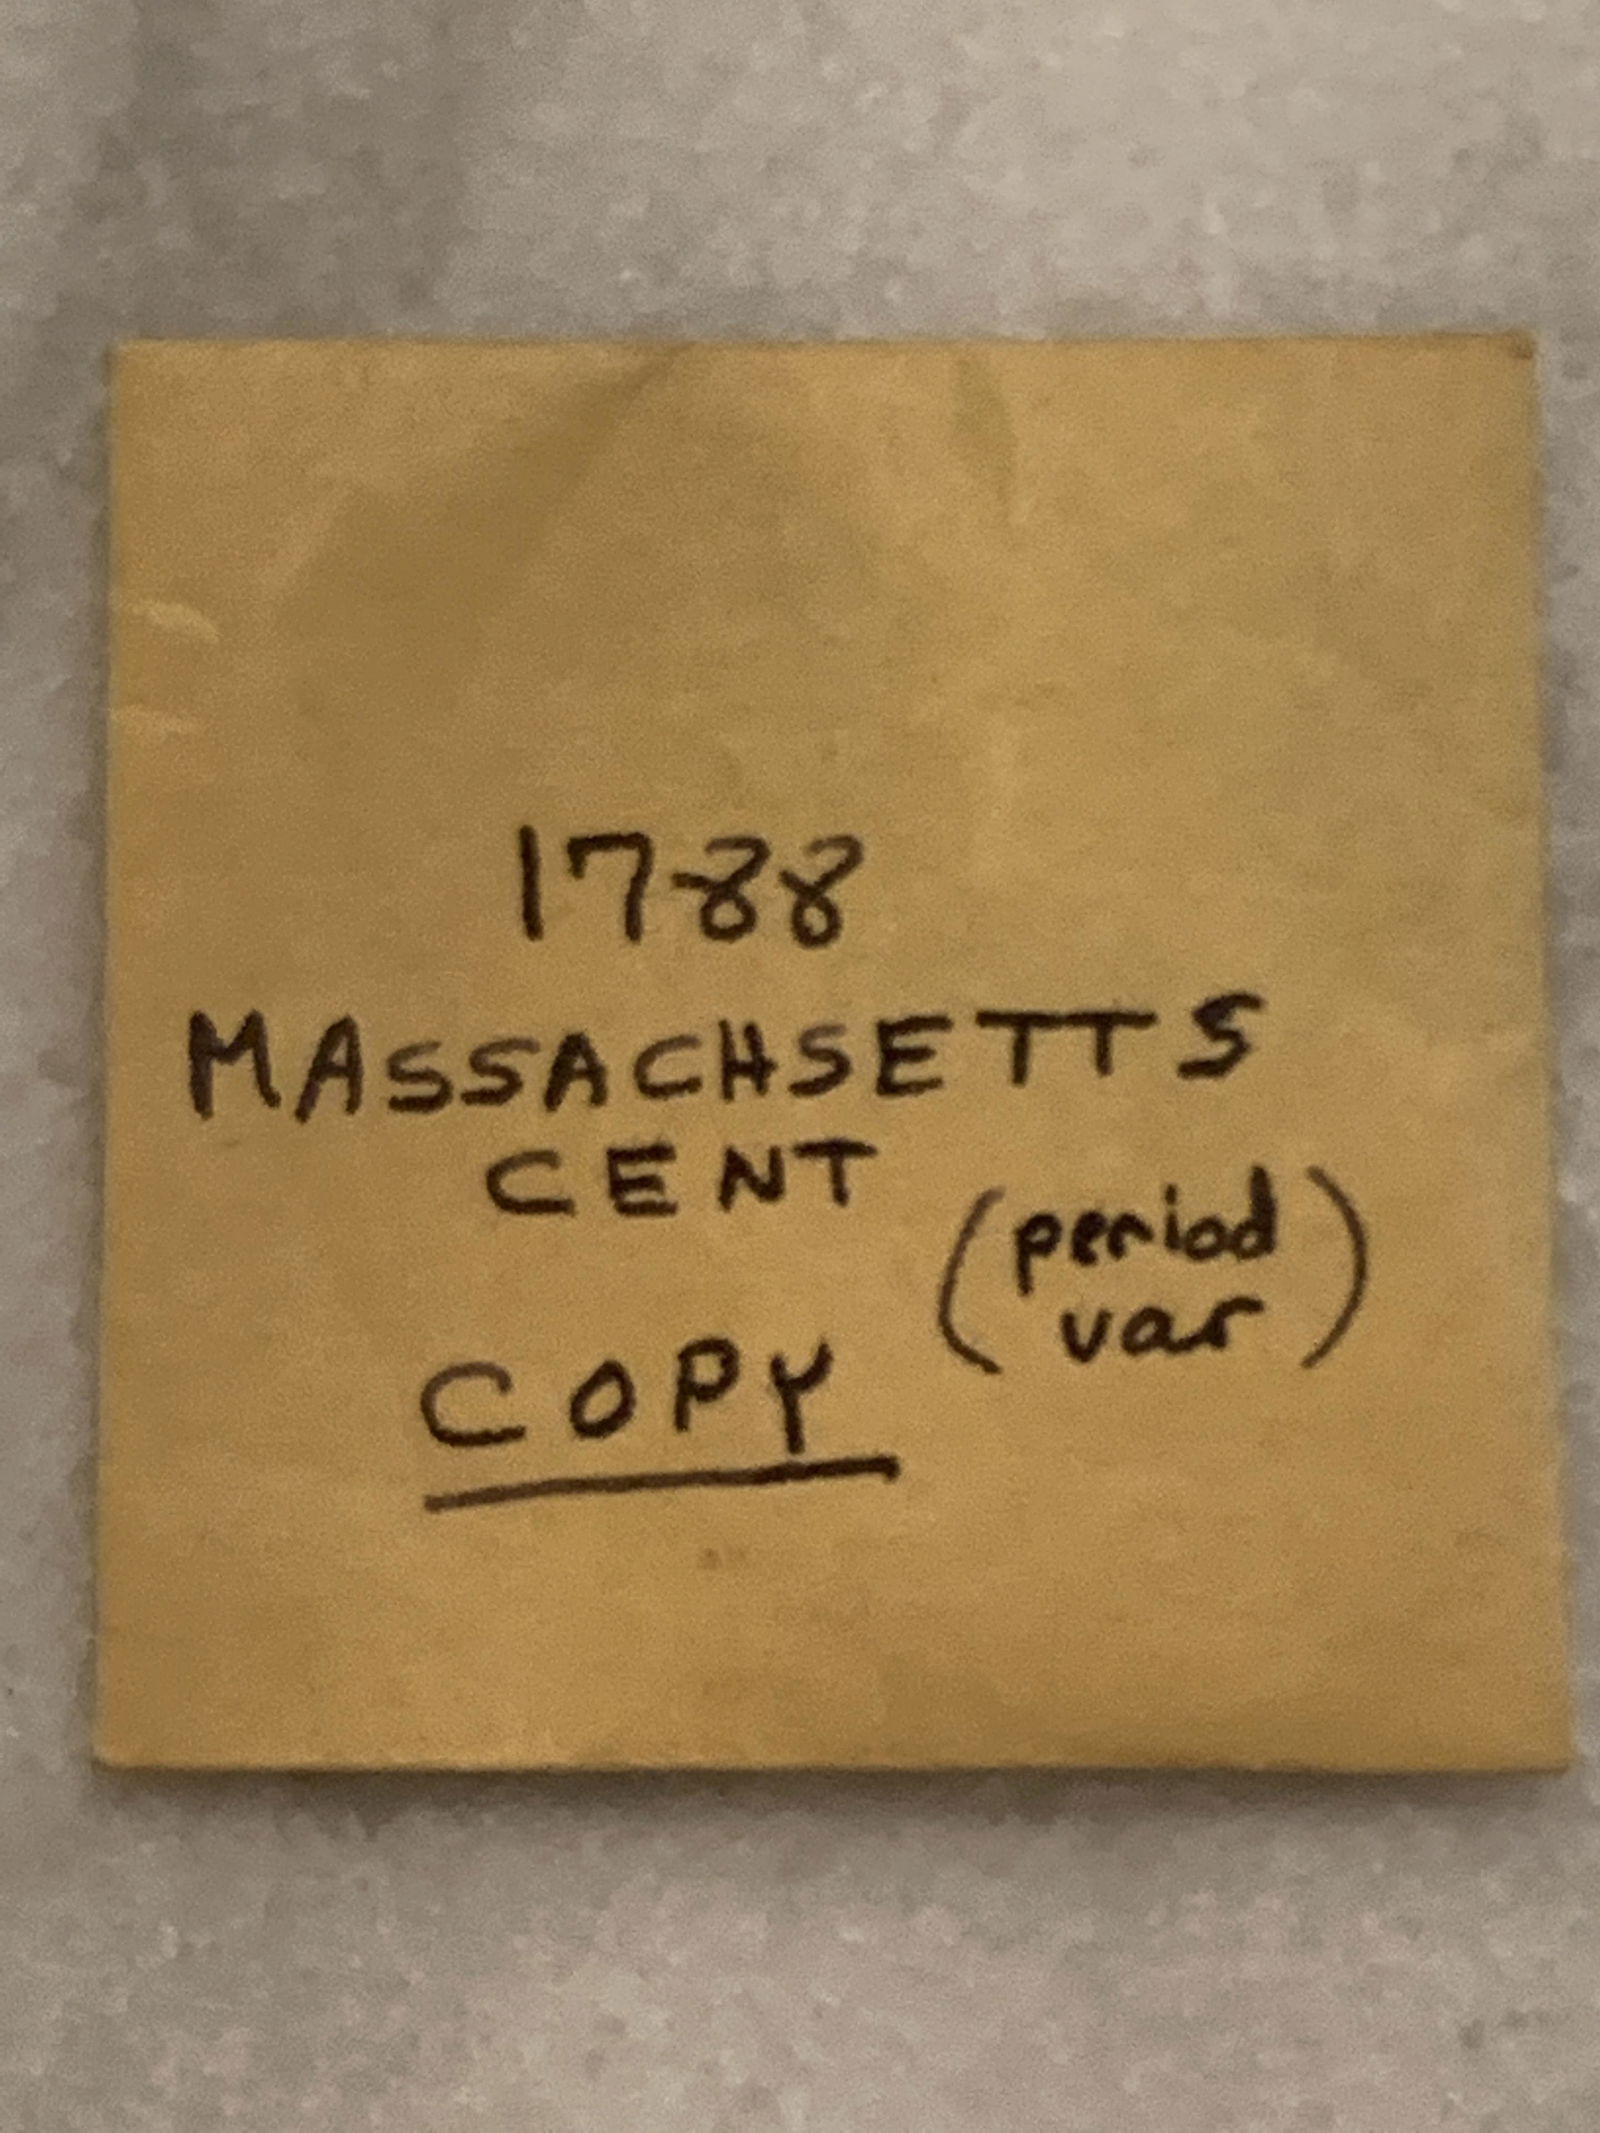 1788
MASSACHSETTS
CENT
(period
var)
COPY